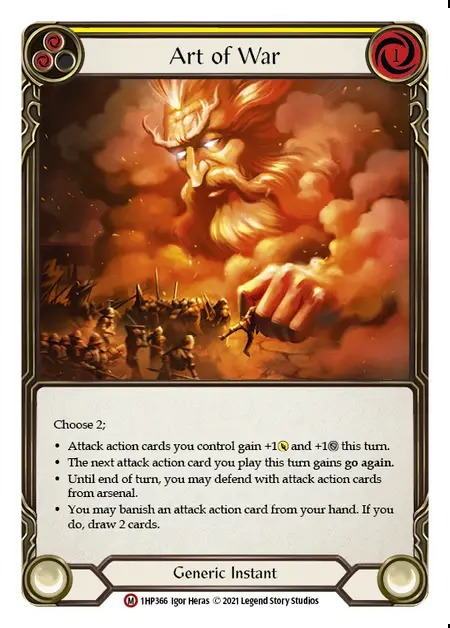 Art of War
1
Choose 2;
• Attack action cards you control gain +1 and +1 this turn.
• The next attack action card you play this turn gains go again.
• Until end of turn, you may defend with attack action cards
from arsenal.
• You may banish an attack action card from your hand. If you
do, draw 2 cards.
Generic Instant
M 1HP366 Igor Heras © 2021 Legend Story Studios